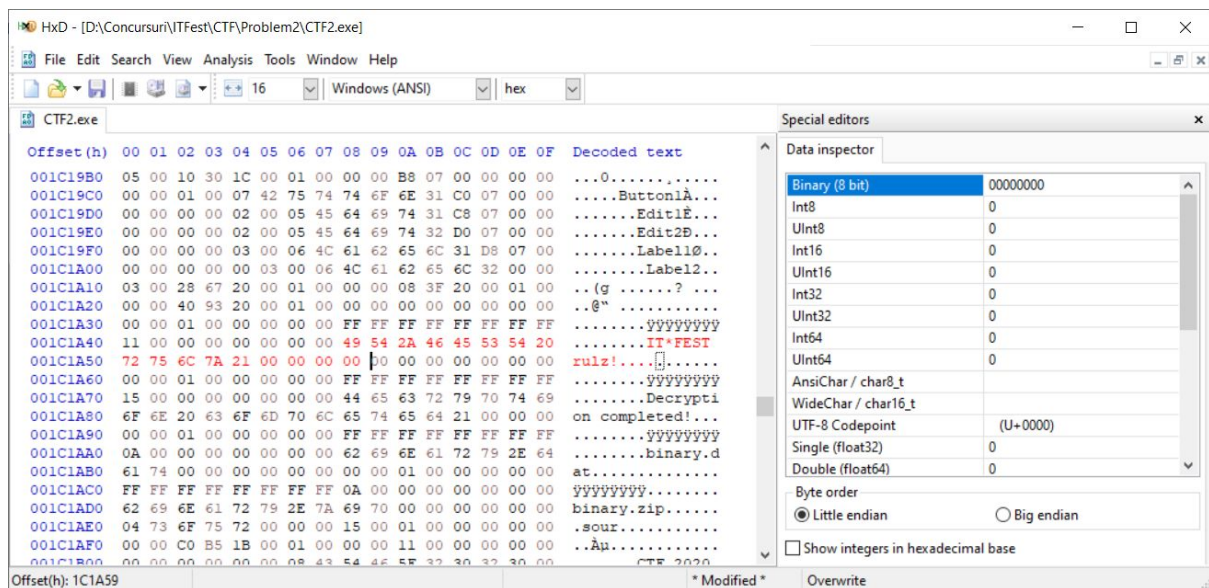 HxD - [D:\Concursuri\ITFest\CTF\Problem2\CTF2.exe]
File Edit Search View Analysis Tools Window Help
16 Windows (ANSI) hex
CTF2.exe
Special editors
Data inspector
Offset(h) 00 01 02 03 04 05 06 07 08 09 0A 0B 0C 0D 0E 0F Decoded text
001C19B0 05 00 10 30 1C 00 01 00 00 00 B8 07 00 00 00 00 ...0......¸.....
001C19C0 00 00 01 00 07 42 75 74 74 6F 6E 31 C0 07 00 00 .....Button1À...
001C19D0 00 00 00 00 02 00 05 45 64 69 74 31 C8 07 00 00 .......Edit1È...
001C19E0 00 00 00 00 02 00 05 45 64 69 74 32 D0 07 00 00 .......Edit2Ð...
001C19F0 00 00 00 00 03 00 06 4C 61 62 65 6C 31 D8 07 00 .......Label1Ø..
001C1A00 00 00 00 00 00 03 00 06 4C 61 62 65 6C 32 00 00 ........Label2..
001C1A10 03 00 28 67 20 00 01 00 00 00 08 3F 20 00 01 00 ..(g ......? ...
001C1A20 00 00 40 93 20 00 01 00 00 00 00 00 00 00 00 00 ..@“ ...........
001C1A30 00 00 01 00 00 00 00 00 FF FF FF FF FF FF FF FF ........ÿÿÿÿÿÿÿÿ
001C1A40 11 00 00 00 00 00 00 00 49 54 2A 46 45 53 54 20 ........IT*FEST
001C1A50 72 75 6C 7A 21 00 00 00 00 00 00 00 00 00 00 00 rulz!...........
001C1A60 00 00 01 00 00 00 00 00 FF FF FF FF FF FF FF FF ........ÿÿÿÿÿÿÿÿ
001C1A70 15 00 00 00 00 00 00 00 44 65 63 72 79 70 74 69 ........Decrypti
001C1A80 6F 6E 20 63 6F 6D 70 6C 65 74 65 64 21 00 00 00 on completed!...
001C1A90 00 00 01 00 00 00 00 00 FF FF FF FF FF FF FF FF ........ÿÿÿÿÿÿÿÿ
001C1AA0 0A 00 00 00 00 00 00 00 62 69 6E 61 72 79 2E 64 ........binary.d
001C1AB0 61 74 00 00 00 00 00 00 00 00 01 00 00 00 00 00 at..............
001C1AC0 FF FF FF FF FF FF FF FF 0A 00 00 00 00 00 00 00 ÿÿÿÿÿÿÿÿ........
001C1AD0 62 69 6E 61 72 79 2E 7A 69 70 00 00 00 00 00 00 binary.zip......
001C1AE0 04 73 6F 75 72 00 00 00 15 00 01 00 00 00 00 00 .sour...........
001C1AF0 00 00 C0 B5 1B 00 01 00 00 00 11 00 00 00 00 00 ..Àµ............
Binary (8 bit) 00000000
Int8 0
UInt8 0
Int16 0
UInt16 0
Int32 0
UInt32 0
Int64 0
UInt64 0
AnsiChar / char8_t
WideChar / char16_t
UTF-8 Codepoint (U+0000)
Single (float32) 0
Double (float64) 0
Byte order
Little endian Big endian
Show integers in hexadecimal base
Offset(h): 1C1A59 * Modified * Overwrite